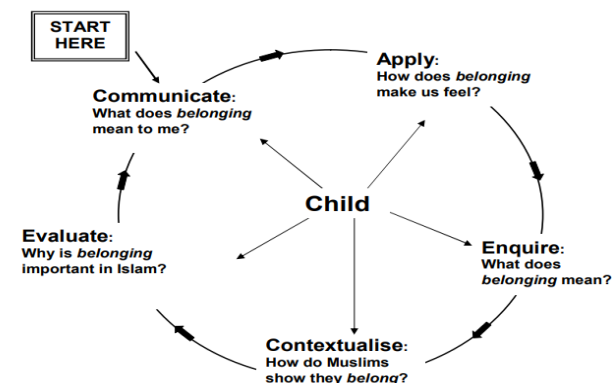 START
HERE
Communicate:
What does belonging
mean to me?
Apply:
How does belonging
make us feel?
Child
Evaluate:
Why is belonging
important in Islam?
Enquire:
What does
belonging mean?
Contextualise:
How do Muslims
show they belong?